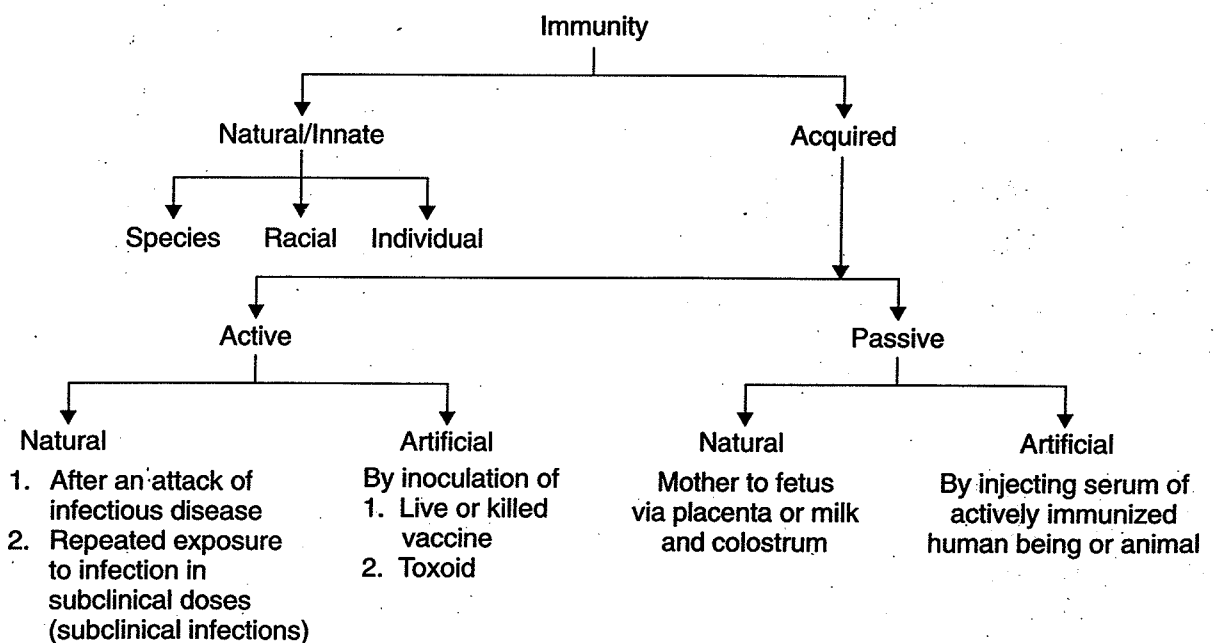 Immunity
Natural/Innate
Acquired
Species
Racial
Individual
Active
Passive
Natural
1. After an attack of
infectious disease
2. Repeated exposure
to infection in
subclinical doses
(subclinical infections)
Artificial
By inoculation of
1. Live or killed
vaccine
2. Toxoid
Natural
Mother to fetus
via placenta or milk
and colostrum
Artificial
By injecting serum of
actively immunized
human being or animal